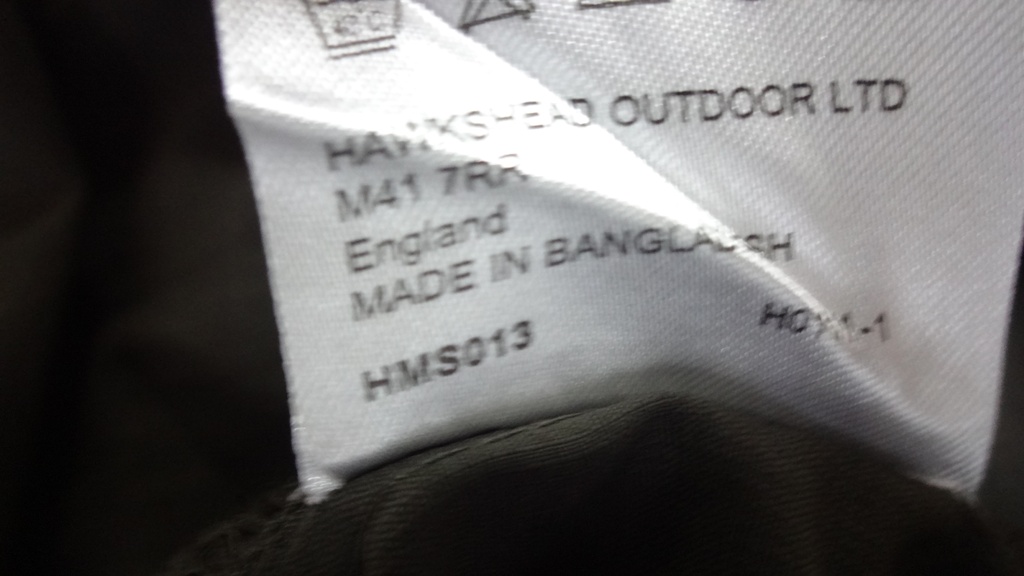 HAWKSHEAD OUTDOOR LTD
M41 7RR
England
MADE IN BANGLADESH
HMS013